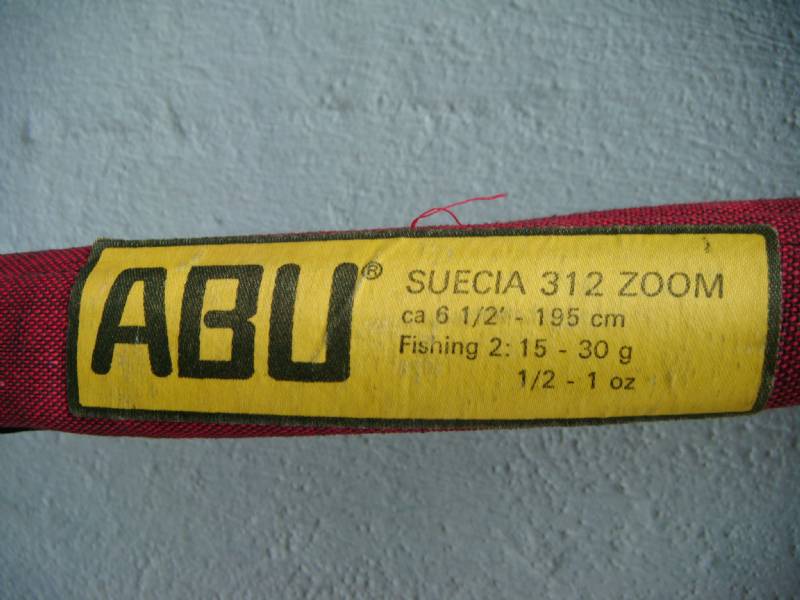 ABU®
SUECIA 312 ZOOM
ca 6 1/2' - 195 cm
Fishing 2: 15 - 30 g
1/2 - 1 oz